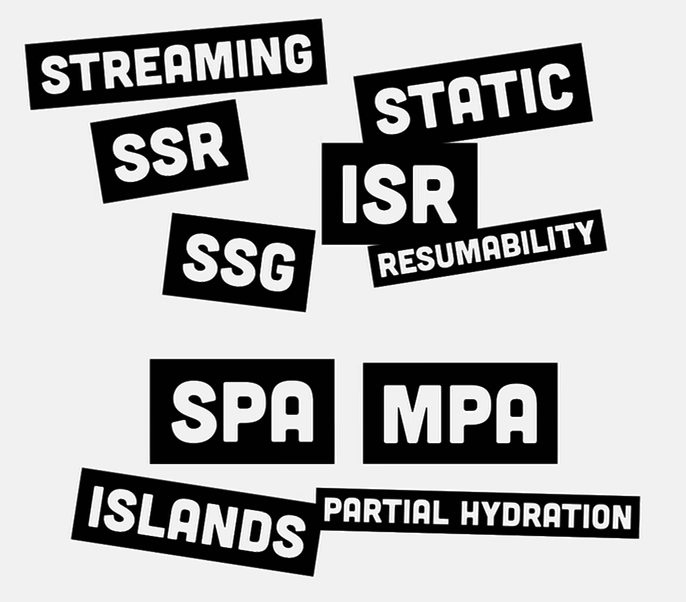 STREAMING
STATIC
SSR
ISR
SSG
RESUMABILITY
SPA
MPA
ISLANDS
PARTIAL HYDRATION